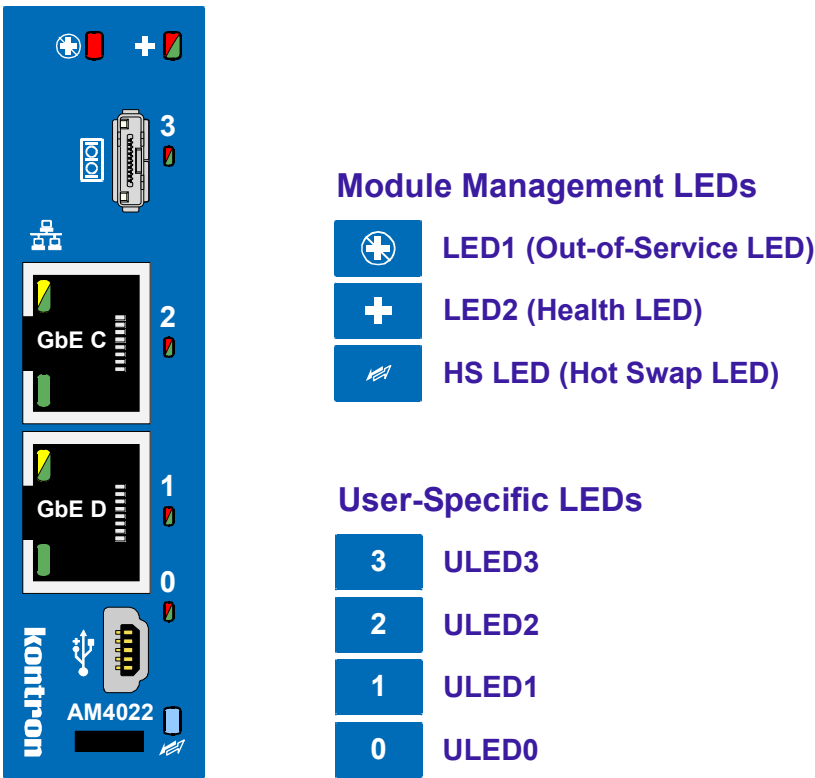 3
2
GbE C
1
GbE D
0
kontron
AM4022
Module Management LEDs
LED1 (Out-of-Service LED)
LED2 (Health LED)
HS LED (Hot Swap LED)
User-Specific LEDs
3 ULED3
2 ULED2
1 ULED1
0 ULED0